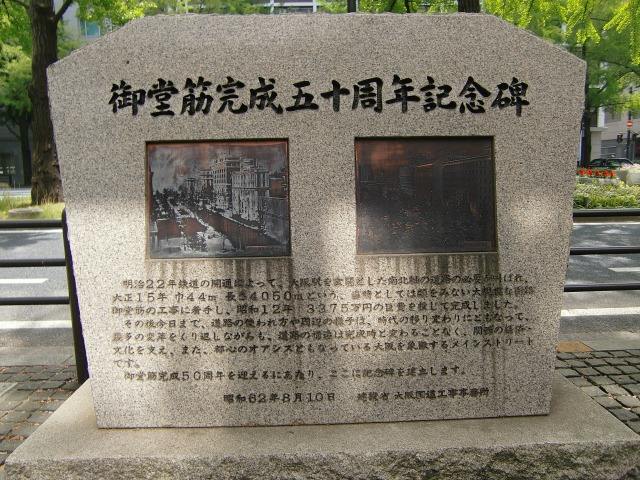 御堂筋完成五十周年記念碑
明治22年鉄道の開通によって、大阪駅を玄関とした南北軸の道路の必要が叫ばれ、
大正15年 巾44m 長さ4050mという、当時としては例をみない大規模な街路
御堂筋の工事に着手し、昭和12年 3375万円の巨費を投じて完成しました。
その後今日まで、道路の使われ方や周辺の様子は、時代の移り変わりにともなって、
幾多の変革をくり返しながらも、道路の構造は完成時と変わることなく、関西の経済・
文化を支え、また、都心のオアシスともなっている大阪を象徴するメインストリート
です。
御堂筋完成50周年を迎えるにあたり、ここに記念碑を建立します。
昭和62年8月10日 建設省 大阪国道工事事務所